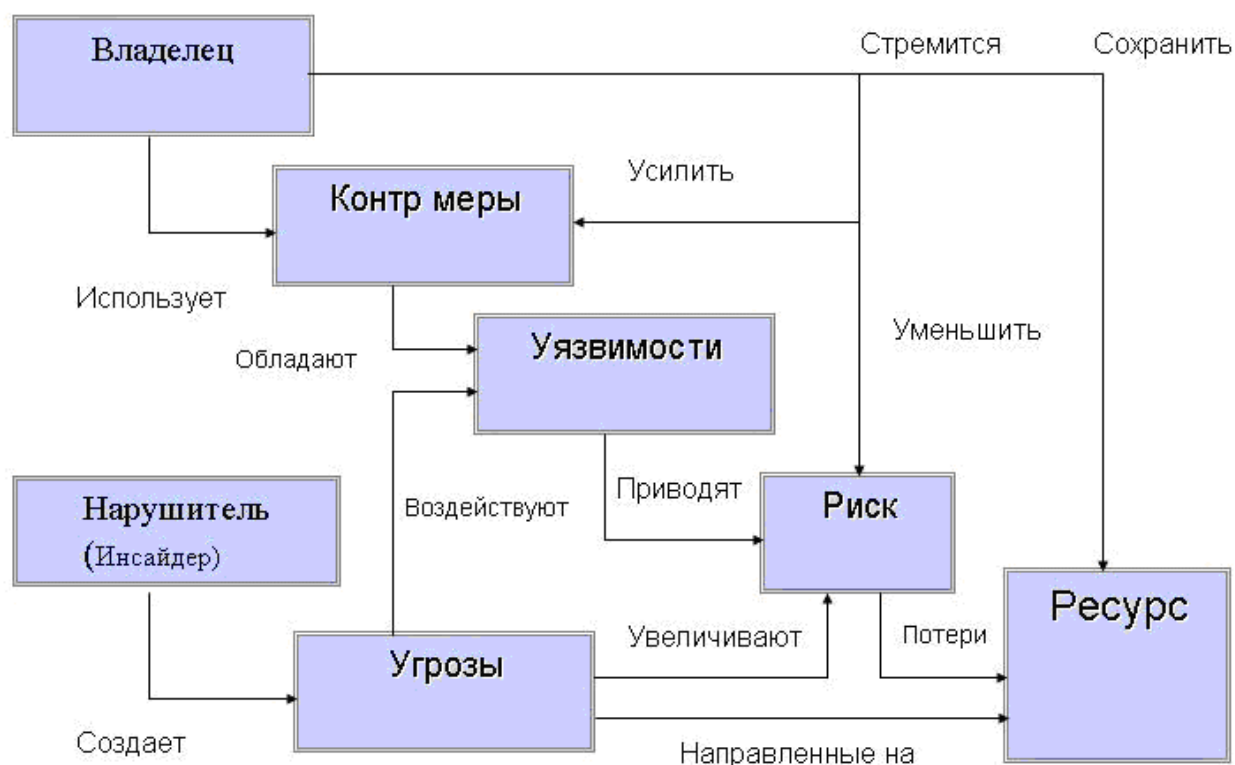 Владелец
Стремится
Сохранить
Контр меры
Усилить
Использует
Обладают
Уязвимости
Уменьшить
Нарушитель
(Инсайдер)
Воздействуют
Приводят
Риск
Ресурс
Угрозы
Увеличивают
Потери
Создает
Направленные на